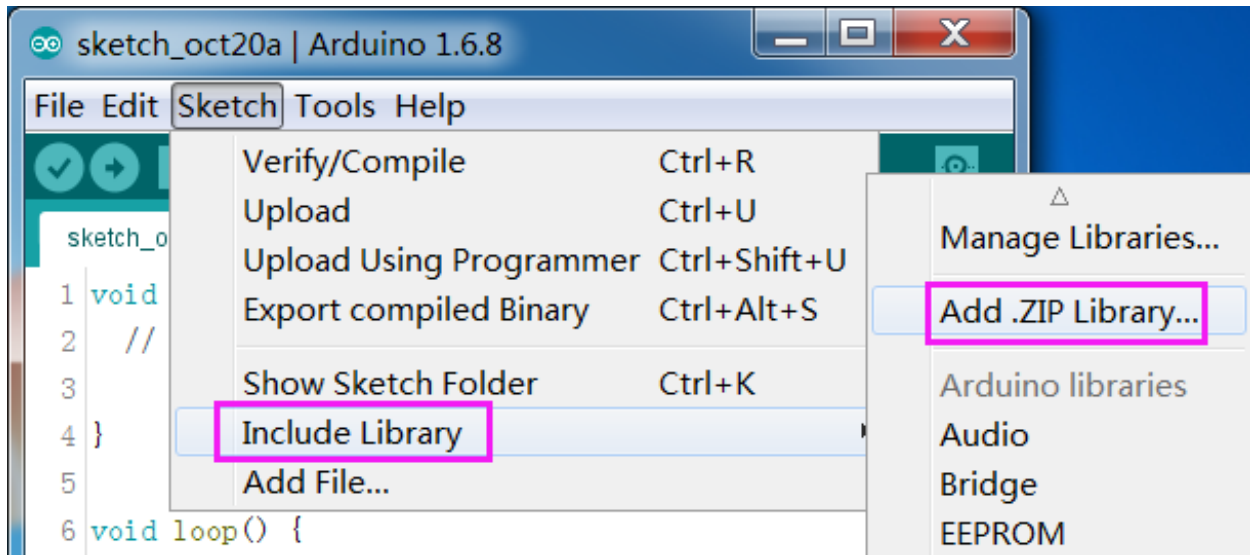 sketch_oct20a | Arduino 1.6.8
File Edit Sketch Tools Help
Verify/Compile Ctrl+R
Upload Ctrl+U
Upload Using Programmer Ctrl+Shift+U
Export compiled Binary Ctrl+Alt+S
Show Sketch Folder Ctrl+K
Include Library
Add File...
Manage Libraries...
Add .ZIP Library...
Arduino libraries
Audio
Bridge
EEPROM
sketch_o
1 void
2 //
3
4 }
5
6 void loop() {